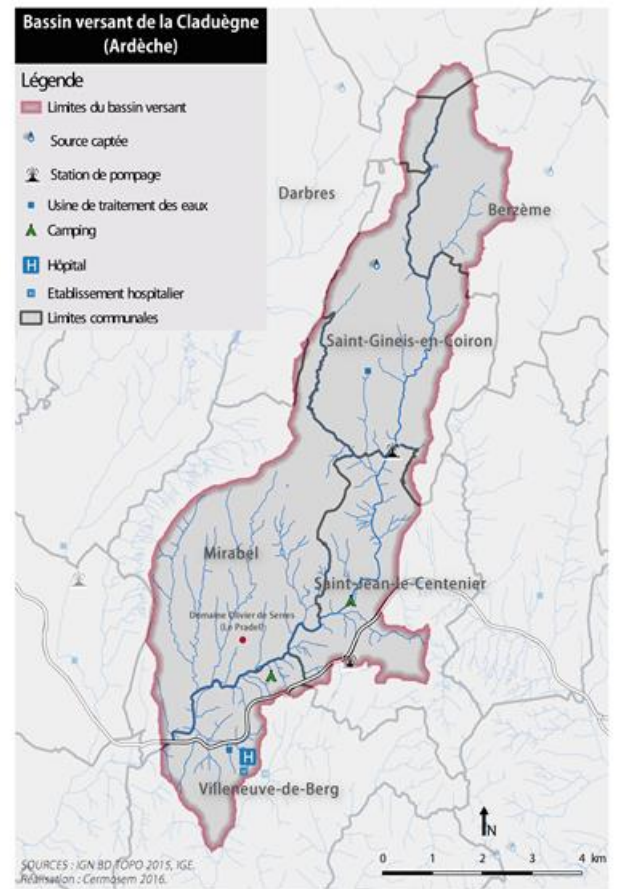 Bassin versant de la Claduègne
(Ardèche)
Légende
Limites du bassin versant
Source captée
Station de pompage
Usine de traitement des eaux
Camping
H Hôpital
Etablissement hospitalier
Limites communales
Darbres
Berzème
Saint-Gineis-en-Coiron
Mirabel
Saint-Jean-le-Centenier
Domaine Olivier de Serres
(Le Pradel)
H
Villeneuve-de-Berg
N
0 1 2 3 4 km
SOURCES : IGN BD TOPO 2015, IGE.
Réalisation : Cermosem 2016.